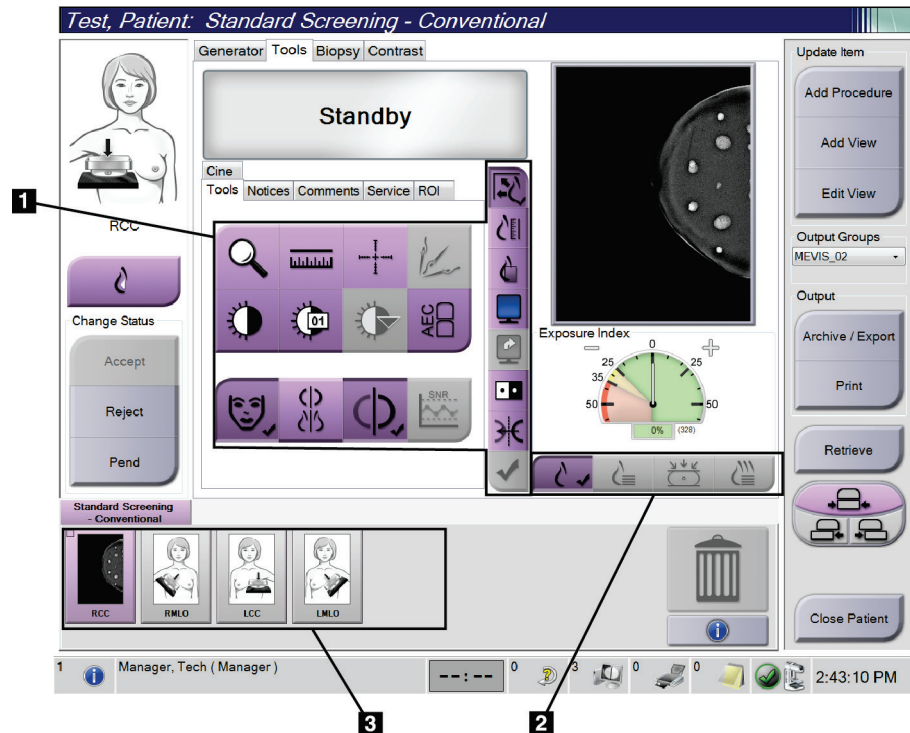 Test, Patient:  Standard Screening - Conventional
Generator Tools Biopsy Contrast
Standby
Cine
Tools Notices Comments Service ROI
01
AEC
SNR
RCC
Change Status
Accept
Reject
Pend
Exposure Index
0
25 25
35
50 50
0% (328)
Update Item
Add Procedure
Add View
Edit View
Output Groups
MEVIS_02
Output
Archive / Export
Print
Retrieve
Close Patient
Standard Screening
- Conventional
RCC RMLO LCC LMLO
1 Manager, Tech ( Manager ) --:-- 0 3 0 0 2:43:10 PM
1
2
3